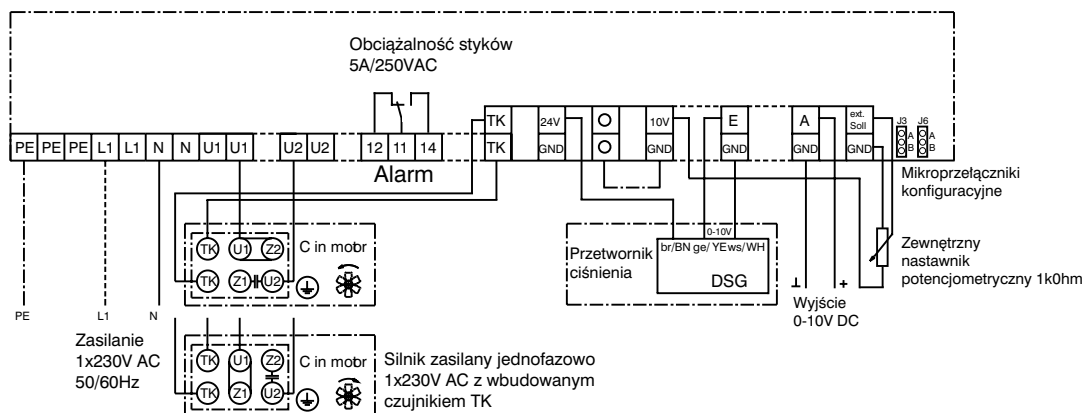 Obciążalność styków
5A/250VAC
TK 24V 10V E A ext. Soll J3 J6
A A
B B
PE PE PE L1 L1 N N U1 U1 U2 U2 12 11 14 TK GND GND GND GND GND
Alarm
Mikroprzełączniki
konfiguracyjne
TK U1 Z2 C in motor
TK Z1 U2
Przetwornik
ciśnienia
0-10V
br/BN ge/ YE ws/WH
DSG
Zewnętrzny
nastawnik
potencjometryczny 1k0hm
⊥ +
Wyjście
0-10V DC
PE L1 N
Zasilanie
1x230V AC
50/60Hz
TK U1 Z2 C in motor
TK Z1 U2
Silnik zasilany jednofazowo
1x230V AC z wbudowanym
czujnikiem TK